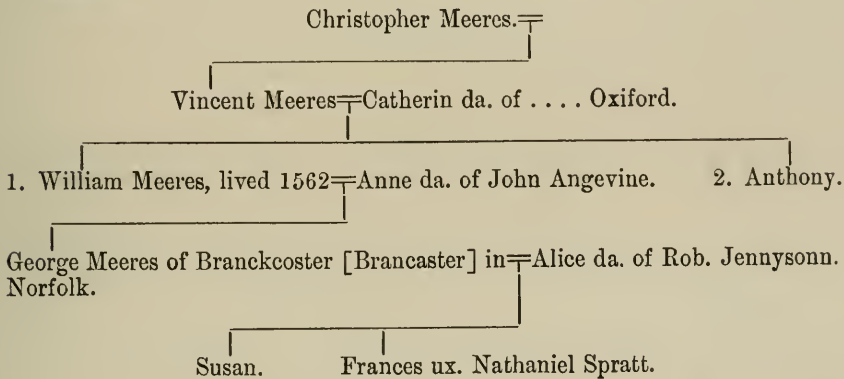 Christopher Meeres.
Vincent Meeres=Catherin da. of .... Oxiford.
1. William Meeres, lived 1562=Anne da. of John Angevine. 2. Anthony.
George Meeres of Branckcoster [Brancaster] in=Alice da. of Rob. Jennysonn.
Norfolk.
Susan. Frances ux. Nathaniel Spratt.